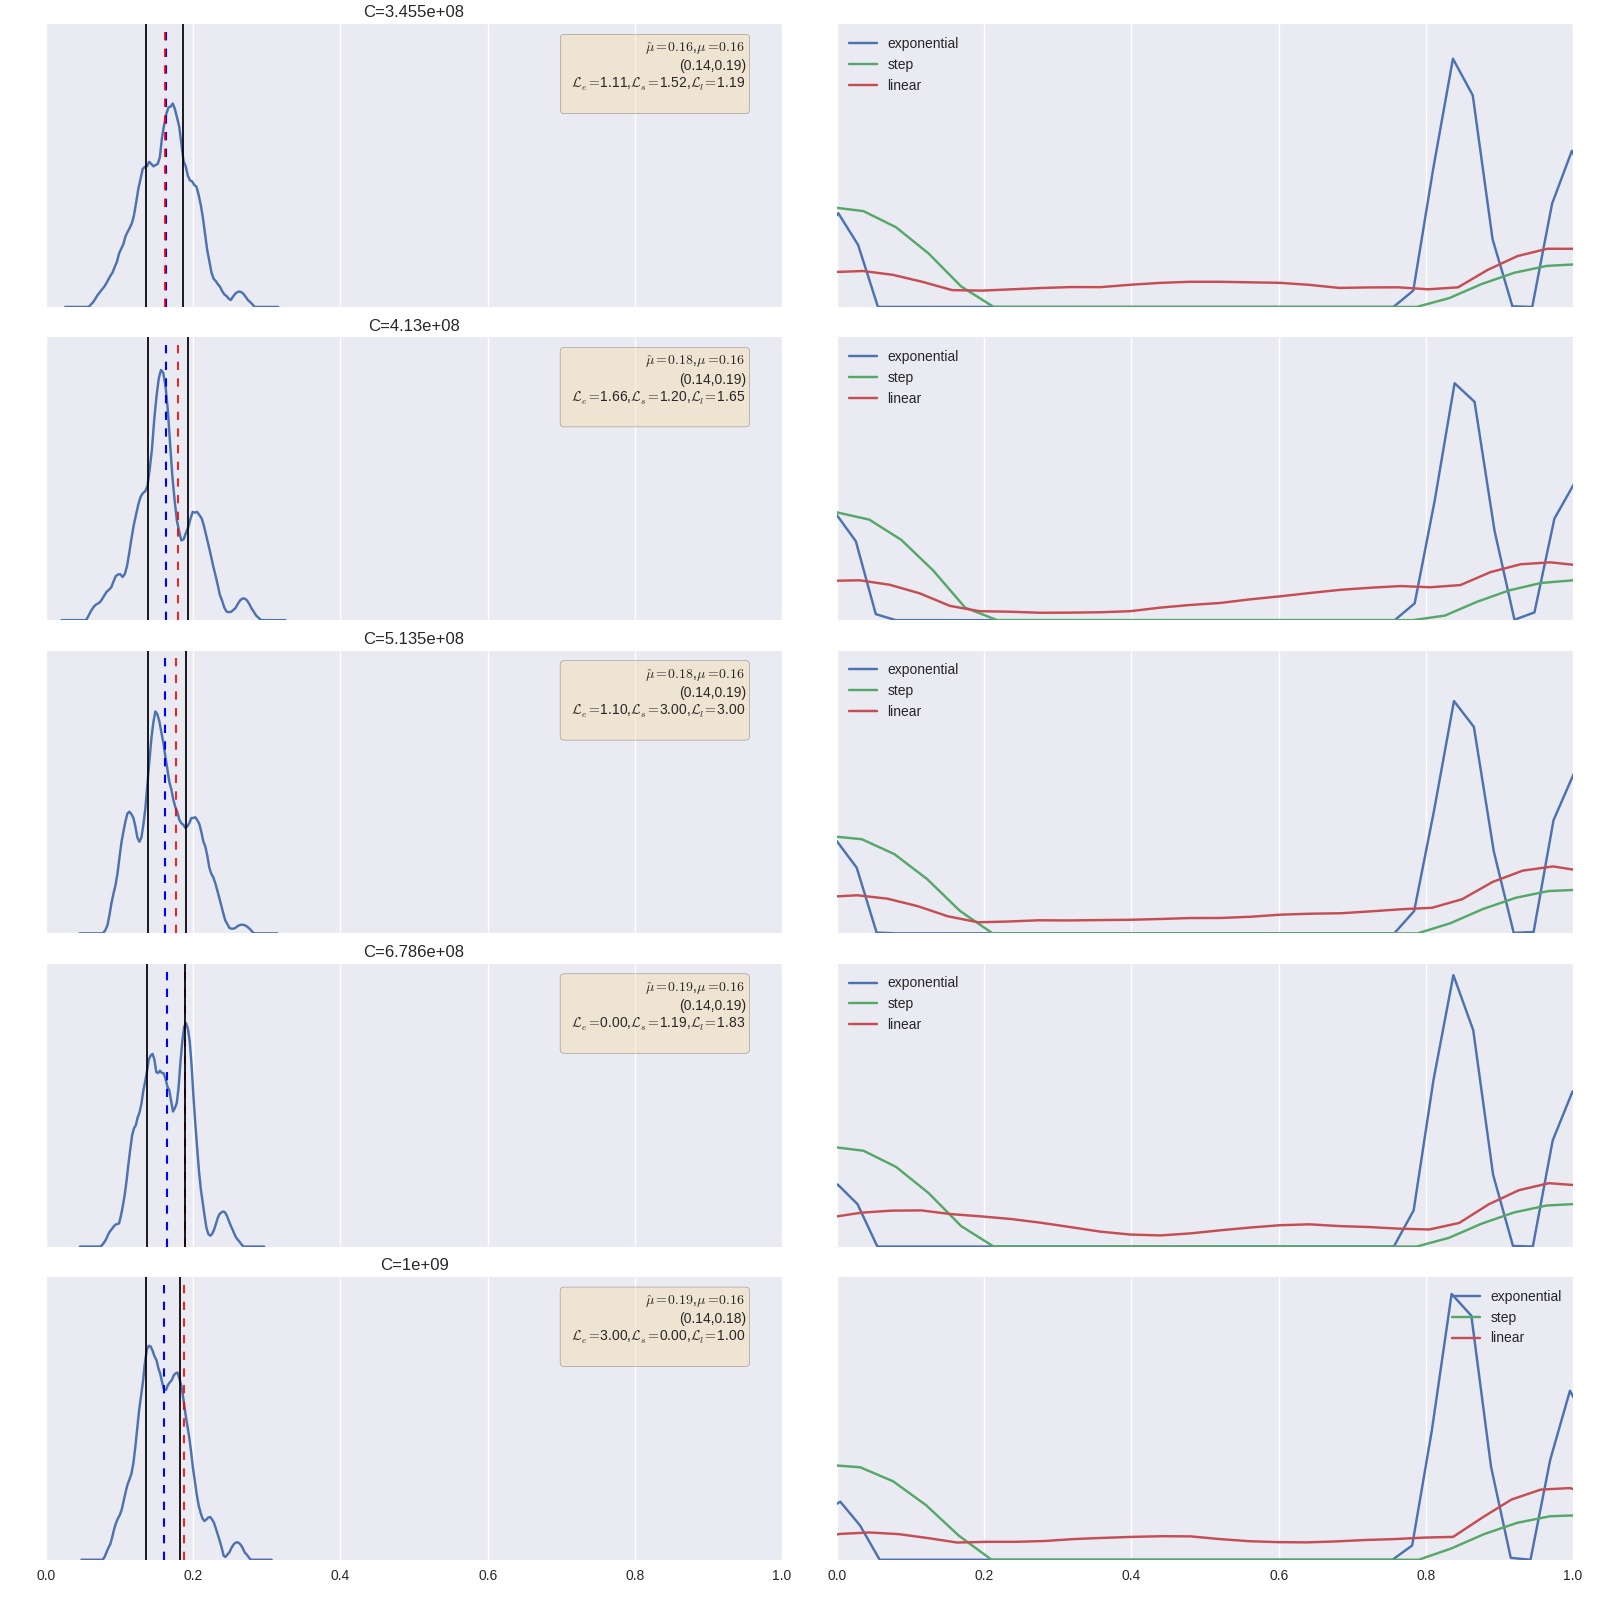 C=3.455e+08
μ̂=0.16,μ=0.16
(0.14,0.19)
ℒₑ=1.11,ℒₛ=1.52,ℒₗ=1.19
exponential
step
linear
C=4.13e+08
μ̂=0.18,μ=0.16
(0.14,0.19)
ℒₑ=1.66,ℒₛ=1.20,ℒₗ=1.65
exponential
step
linear
C=5.135e+08
μ̂=0.18,μ=0.16
(0.14,0.19)
ℒₑ=1.10,ℒₛ=3.00,ℒₗ=3.00
exponential
step
linear
C=6.786e+08
μ̂=0.19,μ=0.16
(0.14,0.19)
ℒₑ=0.00,ℒₛ=1.19,ℒₗ=1.83
exponential
step
linear
C=1e+09
μ̂=0.19,μ=0.16
(0.14,0.18)
ℒₑ=3.00,ℒₛ=0.00,ℒₗ=1.00
exponential
step
linear
0.0 0.2 0.4 0.6 0.8 1.0
0.0 0.2 0.4 0.6 0.8 1.0